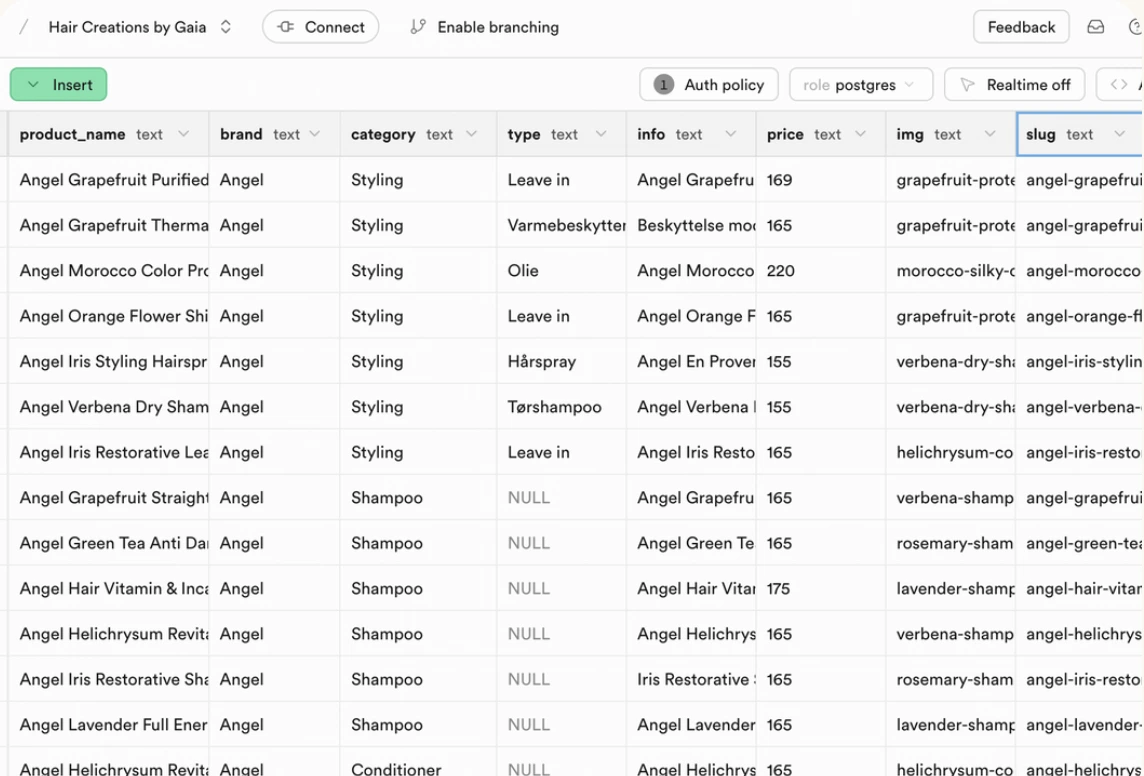 / Hair Creations by Gaia Connect Enable branching Feedback
Insert 1 Auth policy role postgres Realtime off
product_name text brand text category text type text info text price text img text slug text
Angel Grapefruit Purified Angel Styling Leave in Angel Grapefru 169 grapefruit-prote angel-grapefrui
Angel Grapefruit Therma Angel Styling Varmebeskytter Beskyttelse mod 165 grapefruit-prote angel-grapefrui
Angel Morocco Color Pro Angel Styling Olie Angel Morocco 220 morocco-silky-c angel-morocco
Angel Orange Flower Shi Angel Styling Leave in Angel Orange F 165 grapefruit-prote angel-orange-fl
Angel Iris Styling Hairspr Angel Styling Hårspray Angel En Prover 155 verbena-dry-sha angel-iris-stylin
Angel Verbena Dry Sham Angel Styling Tørshampoo Angel Verbena 155 verbena-dry-sha angel-verbena-
Angel Iris Restorative Lea Angel Styling Leave in Angel Iris Resto 165 helichrysum-co angel-iris-resto
Angel Grapefruit Straight Angel Shampoo NULL Angel Grapefru 165 verbena-shamp angel-grapefrui
Angel Green Tea Anti Dar Angel Shampoo NULL Angel Green Te 165 rosemary-sham angel-green-tea
Angel Hair Vitamin & Inca Angel Shampoo NULL Angel Hair Vitar 175 lavender-shamp angel-hair-vitar
Angel Helichrysum Revita Angel Shampoo NULL Angel Helichrys 165 verbena-shamp angel-helichrys
Angel Iris Restorative Sha Angel Shampoo NULL Iris Restorative 165 rosemary-sham angel-iris-resto
Angel Lavender Full Ener Angel Shampoo NULL Angel Lavender 165 lavender-shamp angel-lavender-
Angel Helichrysum Revita Angel Conditioner NULL Angel Helichrys 165 helichrysum-co angel-helichrys